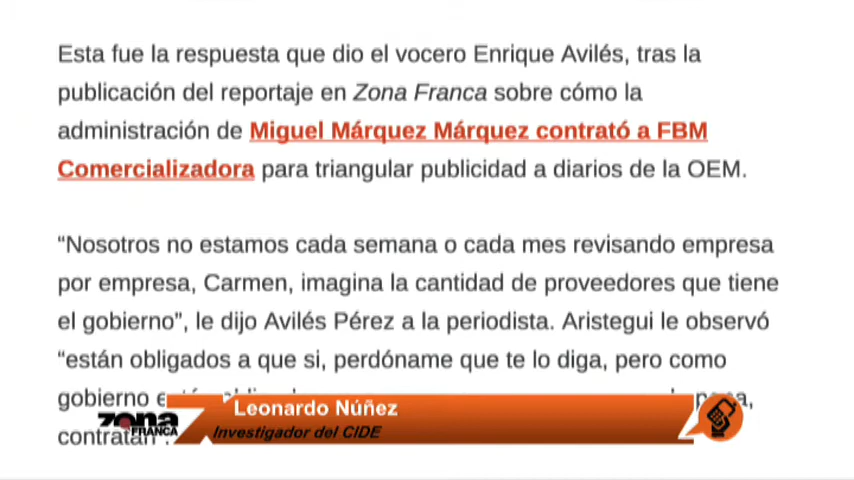 Esta fue la respuesta que dio el vocero Enrique Avilés, tras la
publicación del reportaje en Zona Franca sobre cómo la
administración de Miguel Márquez Márquez contrató a FBM
Comercializadora para triangular publicidad a diarios de la OEM.
“Nosotros no estamos cada semana o cada mes revisando empresa
por empresa, Carmen, imagina la cantidad de proveedores que tiene
el gobierno”, le dijo Avilés Pérez a la periodista. Aristegui le observó
“están obligados a que si, perdóname que te lo diga, pero como
gobierno
contratan
Leonardo Núñez
zona
FRANCA
Investigador del CIDE